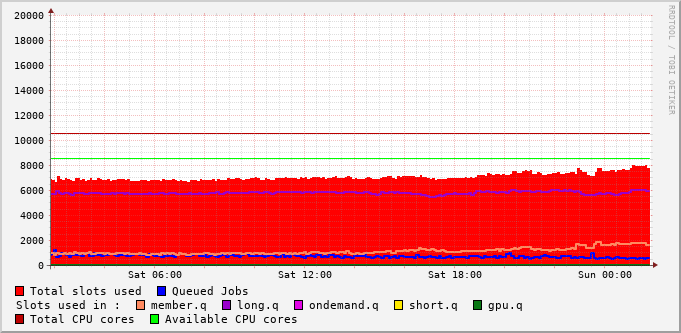 20000
18000
16000
14000
12000
10000
8000
6000
4000
2000
0
Sat 06:00 Sat 12:00 Sat 18:00 Sun 00:00
RRDTOOL / TOBI OETIKER
Total slots used Queued Jobs
Slots used in : member.q long.q ondemand.q short.q gpu.q
Total CPU cores Available CPU cores